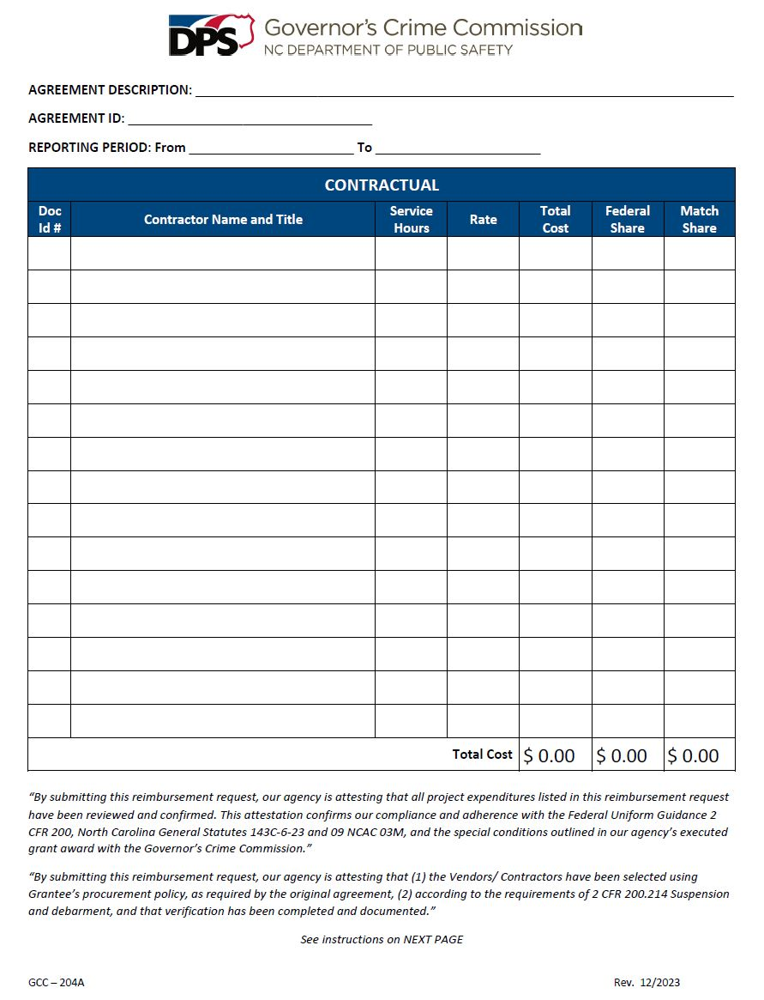 DPS Governor's Crime Commission
NC DEPARTMENT OF PUBLIC SAFETY
AGREEMENT DESCRIPTION:
AGREEMENT ID:
REPORTING PERIOD: From To
CONTRACTUAL
Doc Id # Contractor Name and Title Service Hours Rate Total Cost Federal Share Match Share
Total Cost $ 0.00 $ 0.00 $ 0.00
“By submitting this reimbursement request, our agency is attesting that all project expenditures listed in this reimbursement request
have been reviewed and confirmed. This attestation confirms our compliance and adherence with the Federal Uniform Guidance 2
CFR 200, North Carolina General Statutes 143C-6-23 and 09 NCAC 03M, and the special conditions outlined in our agency’s executed
grant award with the Governor’s Crime Commission.”
“By submitting this reimbursement request, our agency is attesting that (1) the Vendors/ Contractors have been selected using
Grantee’s procurement policy, as required by the original agreement, (2) according to the requirements of 2 CFR 200.214 Suspension
and debarment, and that verification has been completed and documented.”
See instructions on NEXT PAGE
GCC – 204A Rev. 12/2023